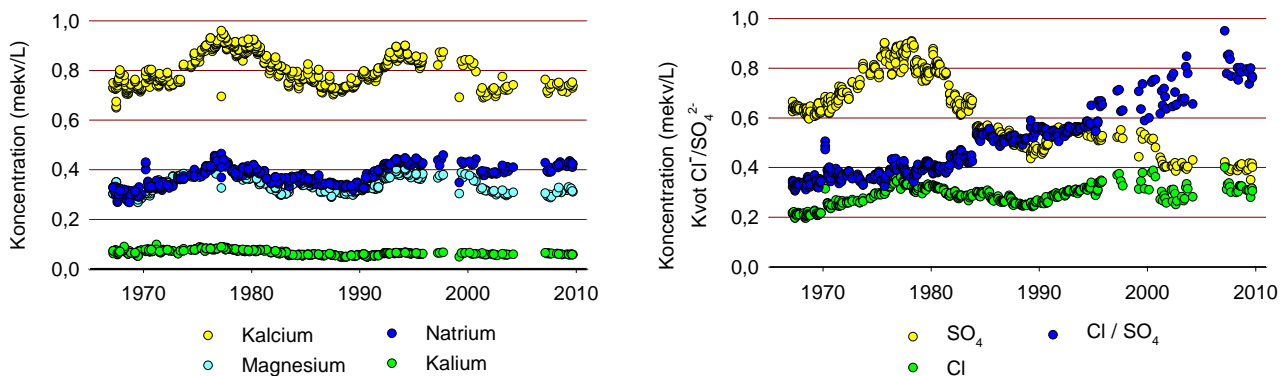 Koncentration (mekv/L)
1,0
0,8
0,6
0,4
0,2
0,0
1970 1980 1990 2000 2010
Kalcium Natrium
Magnesium Kalium
Koncentration (mekv/L)
Kvot Cl⁻/SO₄²⁻
1,0
0,8
0,6
0,4
0,2
0,0
1970 1980 1990 2000 2010
SO₄ Cl / SO₄
Cl